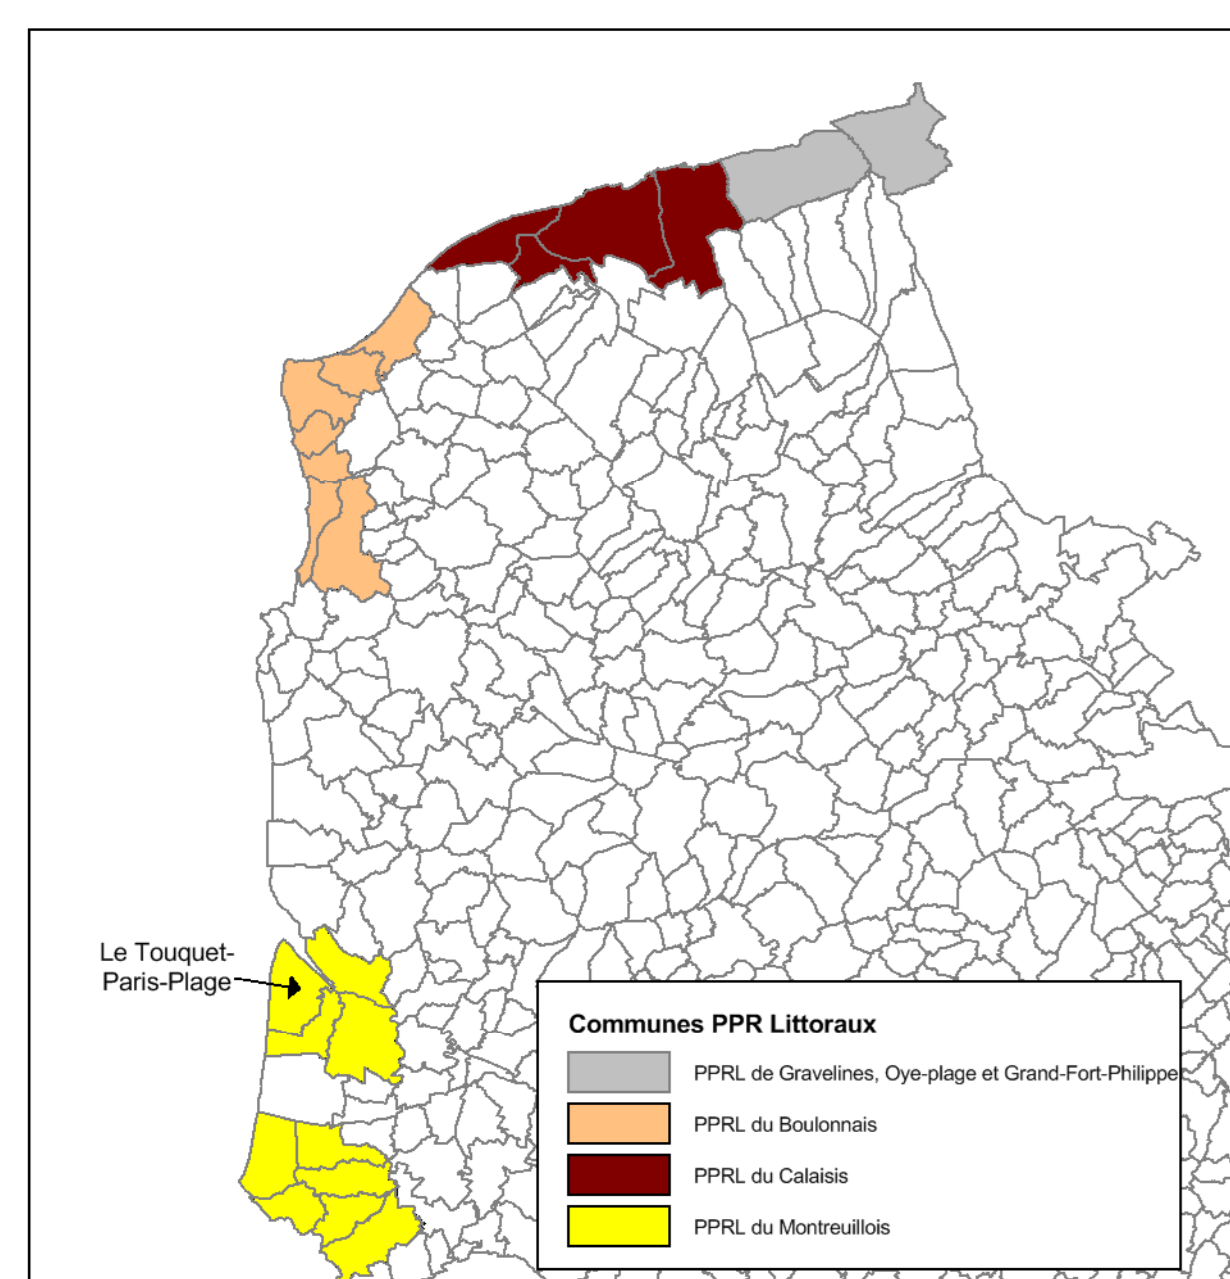 Le Touquet-
Paris-Plage
Communes PPR Littoraux
PPRL de Gravelines, Oye-plage et Grand-Fort-Philippe
PPRL du Boulonnais
PPRL du Calaisis
PPRL du Montreuillois